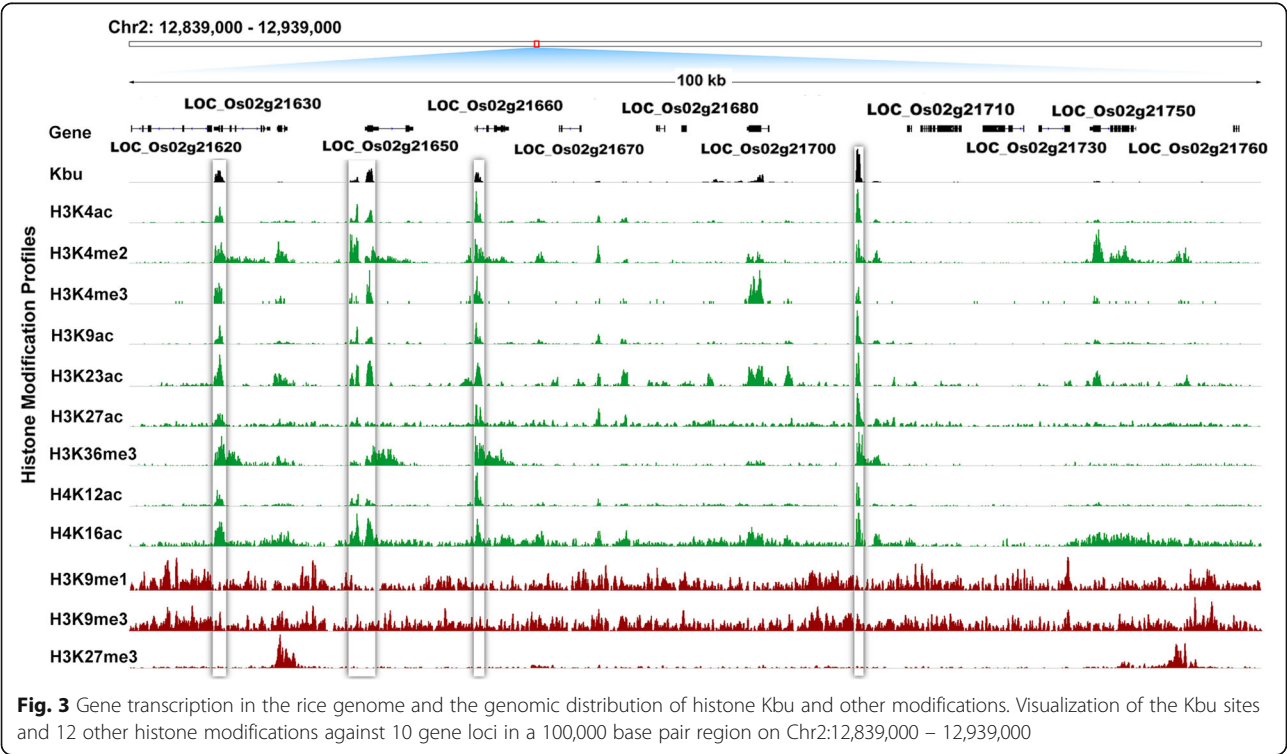 Chr2: 12,839,000 - 12,939,000
100 kb
LOC_Os02g21630 LOC_Os02g21660 LOC_Os02g21680 LOC_Os02g21710 LOC_Os02g21750
Gene
LOC_Os02g21620 LOC_Os02g21650 LOC_Os02g21670 LOC_Os02g21700 LOC_Os02g21730 LOC_Os02g21760
Histone Modification Profiles
Kbu
H3K4ac
H3K4me2
H3K4me3
H3K9ac
H3K23ac
H3K27ac
H3K36me3
H4K12ac
H4K16ac
H3K9me1
H3K9me3
H3K27me3
Fig. 3 Gene transcription in the rice genome and the genomic distribution of histone Kbu and other modifications. Visualization of the Kbu sites
and 12 other histone modifications against 10 gene loci in a 100,000 base pair region on Chr2:12,839,000 – 12,939,000